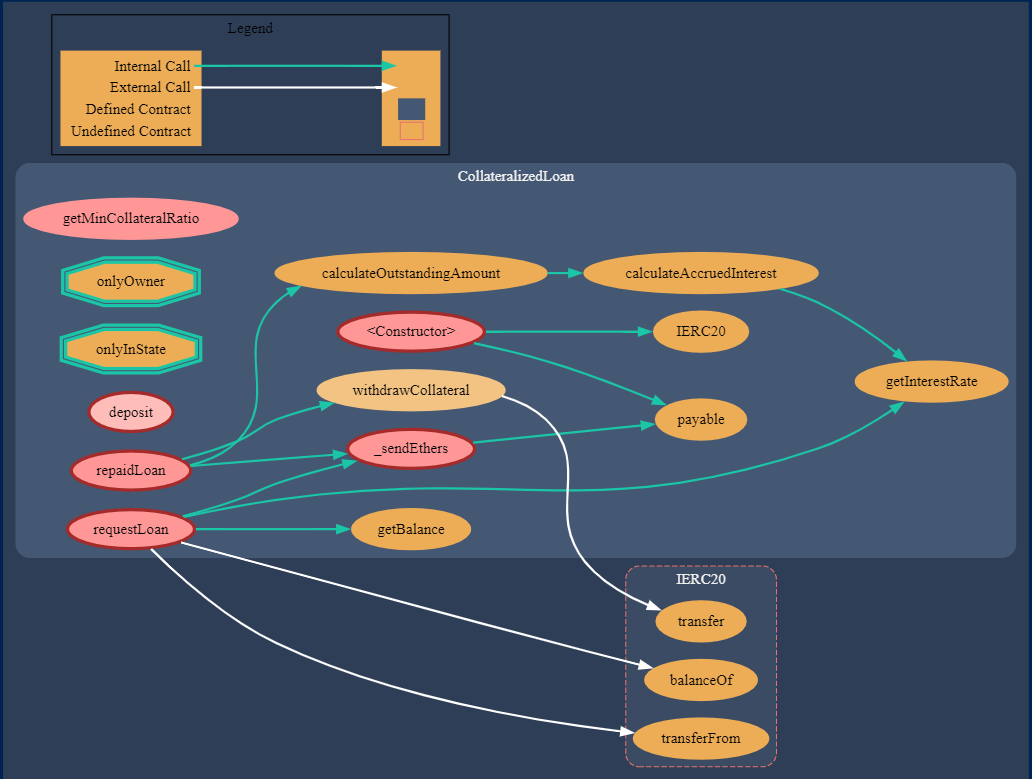 Legend
Internal Call
External Call
Defined Contract
Undefined Contract
CollateralizedLoan
getMinCollateralRatio
onlyOwner
calculateOutstandingAmount
calculateAccruedInterest
<Constructor>
IERC20
onlyInState
withdrawCollateral
getInterestRate
deposit
payable
_sendEthers
repaidLoan
requestLoan
getBalance
IERC20
transfer
balanceOf
transferFrom